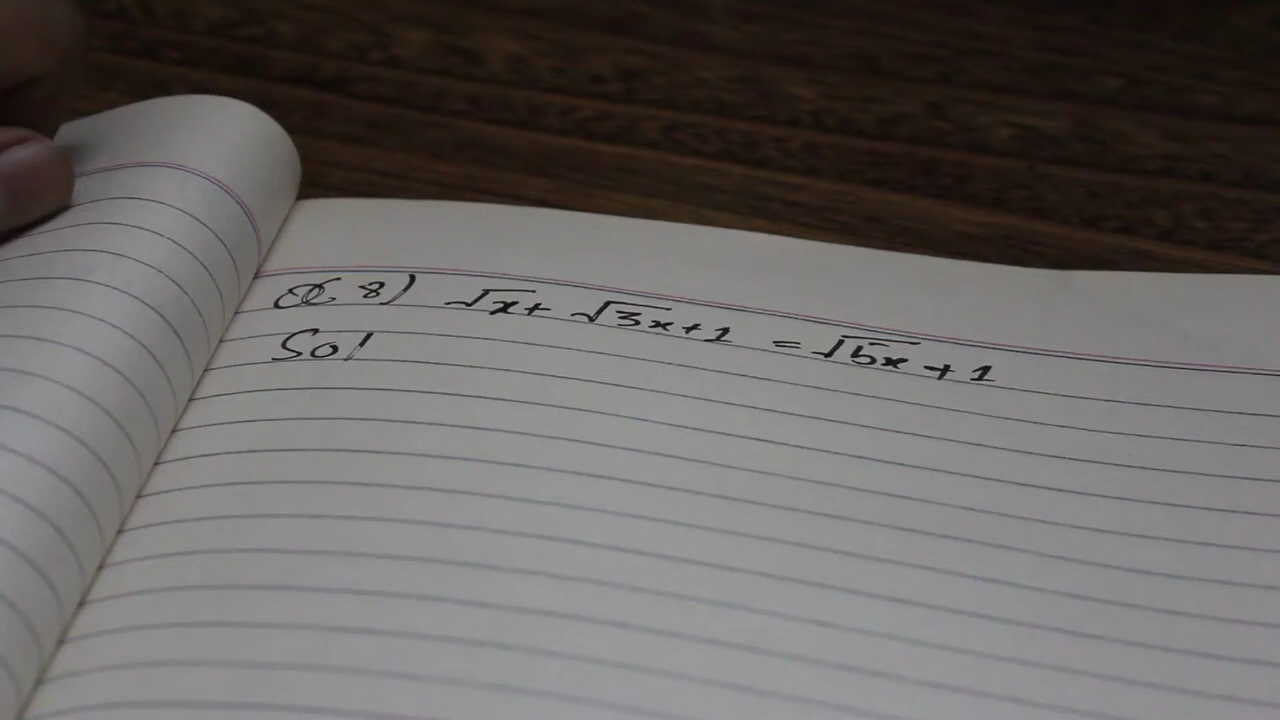 Q 8) √x + √3x+1 = √5x + 1
Sol